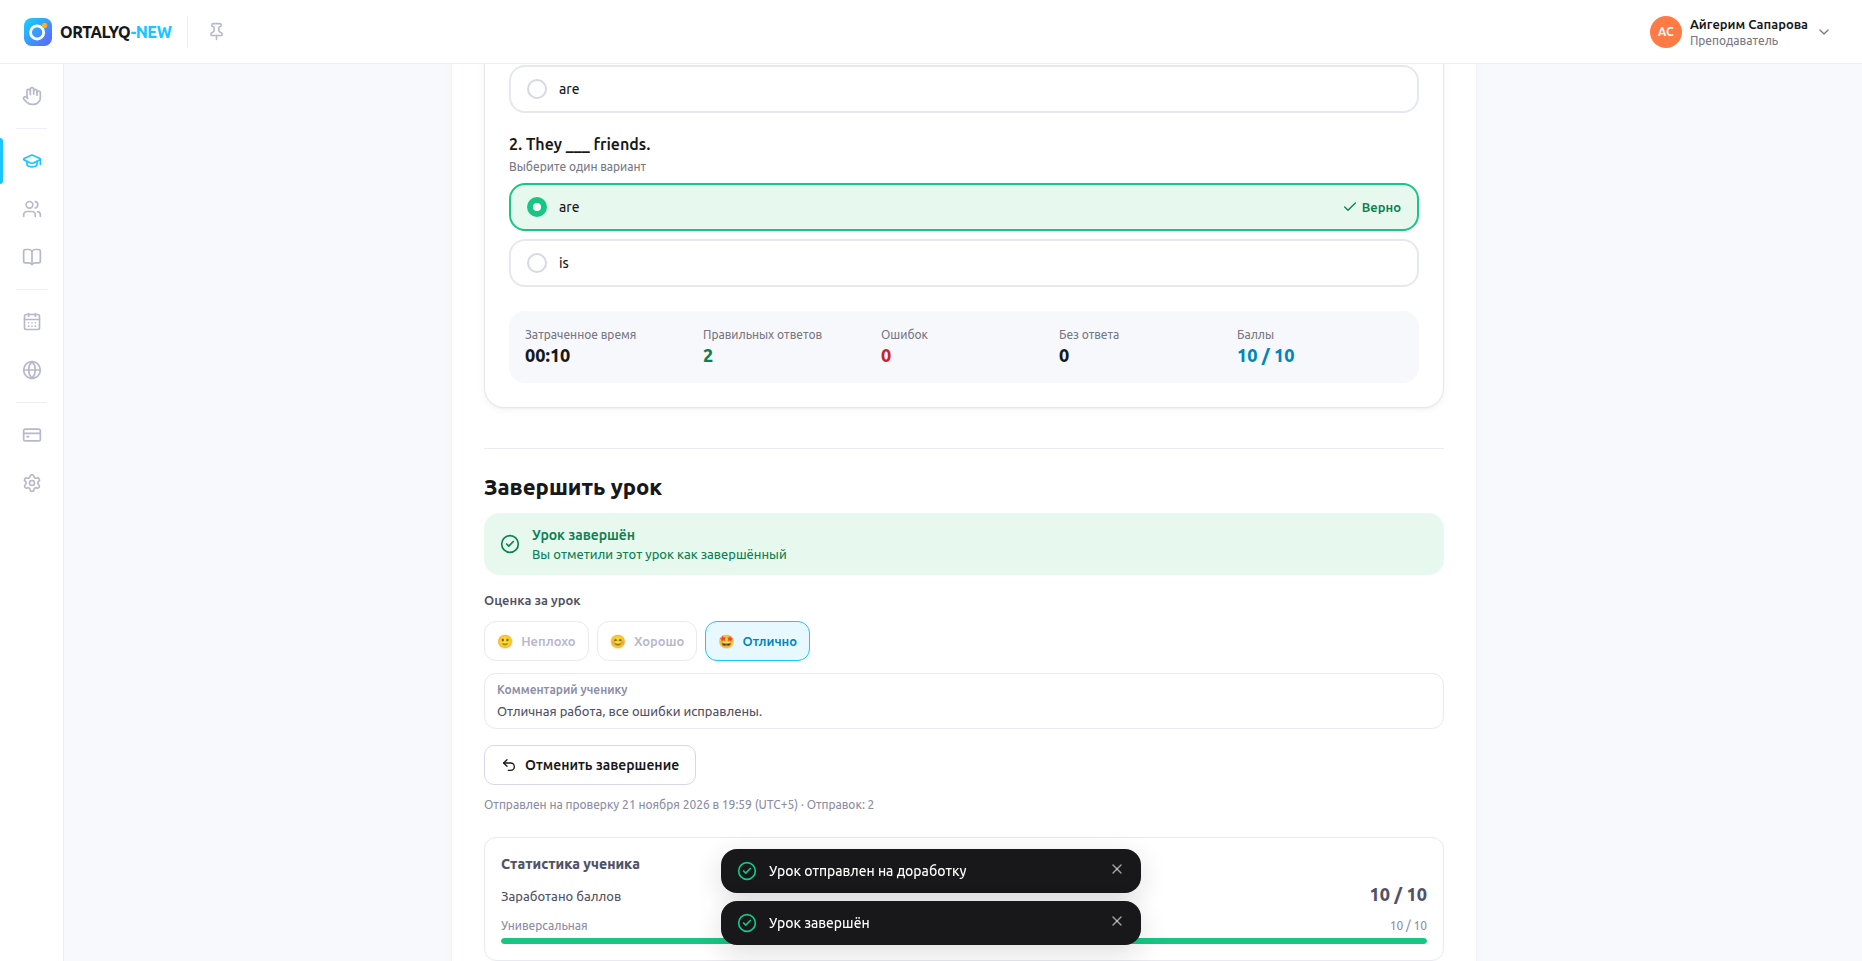 ORTALYQ-NEW
АС
Айгерим Сапарова
Преподаватель
are
2. They ___ friends.
Выберите один вариант
are
Верно
is
Затраченное время
00:10
Правильных ответов
2
Ошибок
0
Без ответа
0
Баллы
10 / 10
Завершить урок
Урок завершён
Вы отметили этот урок как завершённый
Оценка за урок
Неплохо
Хорошо
Отлично
Комментарий ученику
Отличная работа, все ошибки исправлены.
Отменить завершение
Отправлен на проверку 21 ноября 2026 в 19:59 (UTC+5) · Отправок: 2
Статистика ученика
Заработано баллов
10 / 10
Универсальная
10 / 10
Урок отправлен на доработку
Урок завершён